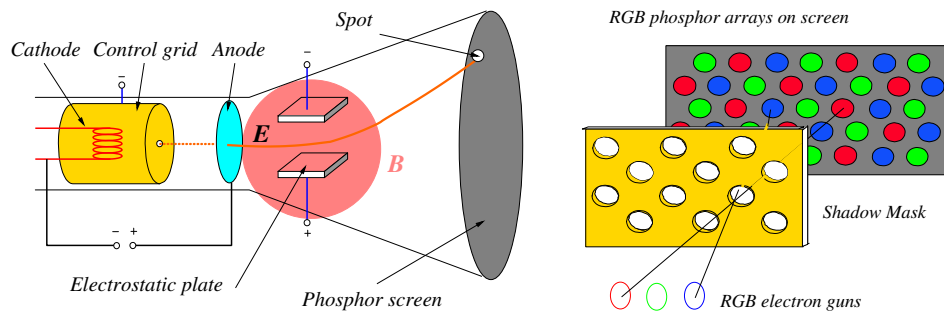 Spot
Cathode Control grid Anode
−
−
E
B
− +
+
Electrostatic plate
Phosphor screen
RGB phosphor arrays on screen
Shadow Mask
RGB electron guns